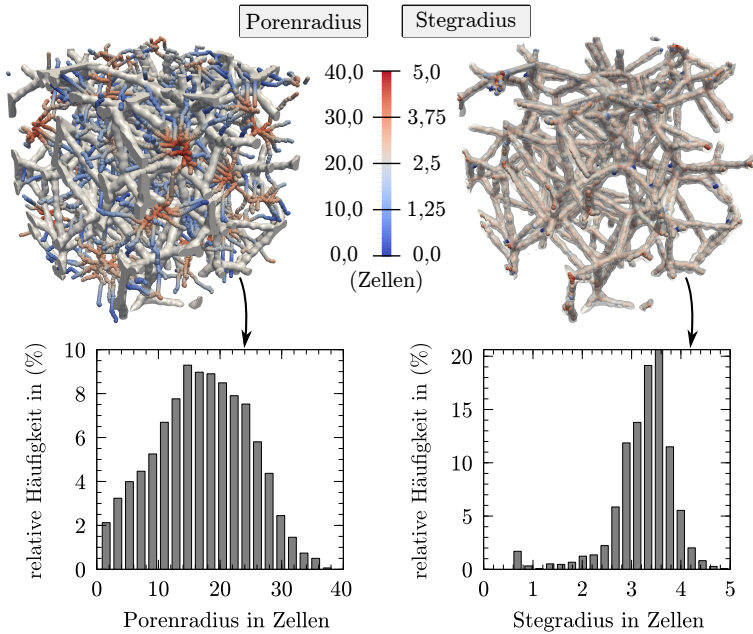 Porenradius Stegradius
40,0 5,0
30,0 3,75
20,0 2,5
10,0 1,25
0,0 0,0
(Zellen)
relative Häufigkeit in (%)
10
8
6
4
2
0
0 10 20 30 40
Porenradius in Zellen
relative Häufigkeit in (%)
20
15
10
5
0
0 1 2 3 4 5
Stegradius in Zellen